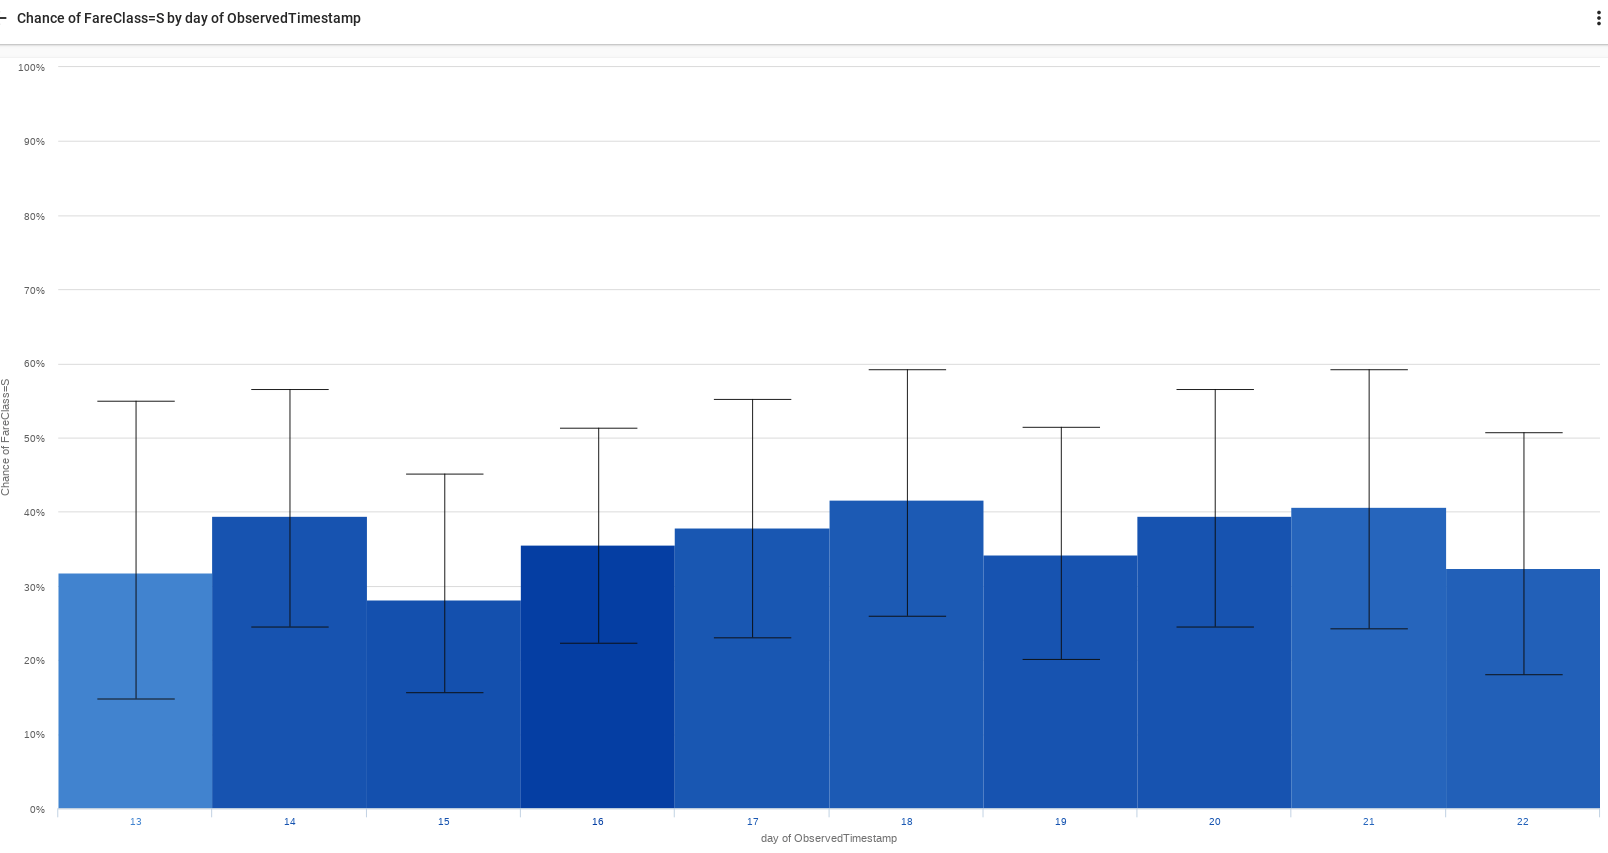 Chance of FareClass=S by day of ObservedTimestamp
100%
90%
80%
70%
60%
50%
40%
30%
20%
10%
0%
Chance of FareClass=S
13 14 15 16 17 18 19 20 21 22
day of ObservedTimestamp